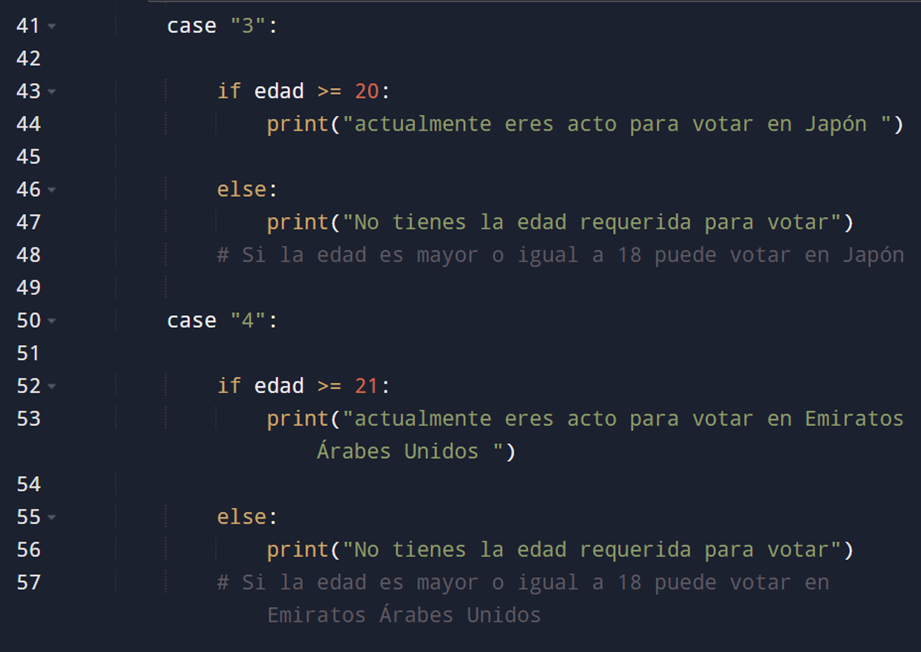 41 case "3":
42
43 if edad >= 20:
44 print("actualmente eres acto para votar en Japón ")
45
46 else:
47 print("No tienes la edad requerida para votar")
48 # Si la edad es mayor o igual a 18 puede votar en Japón
49
50 case "4":
51
52 if edad >= 21:
53 print("actualmente eres acto para votar en Emiratos
Árabes Unidos ")
54
55 else:
56 print("No tienes la edad requerida para votar")
57 # Si la edad es mayor o igual a 18 puede votar en
Emiratos Árabes Unidos